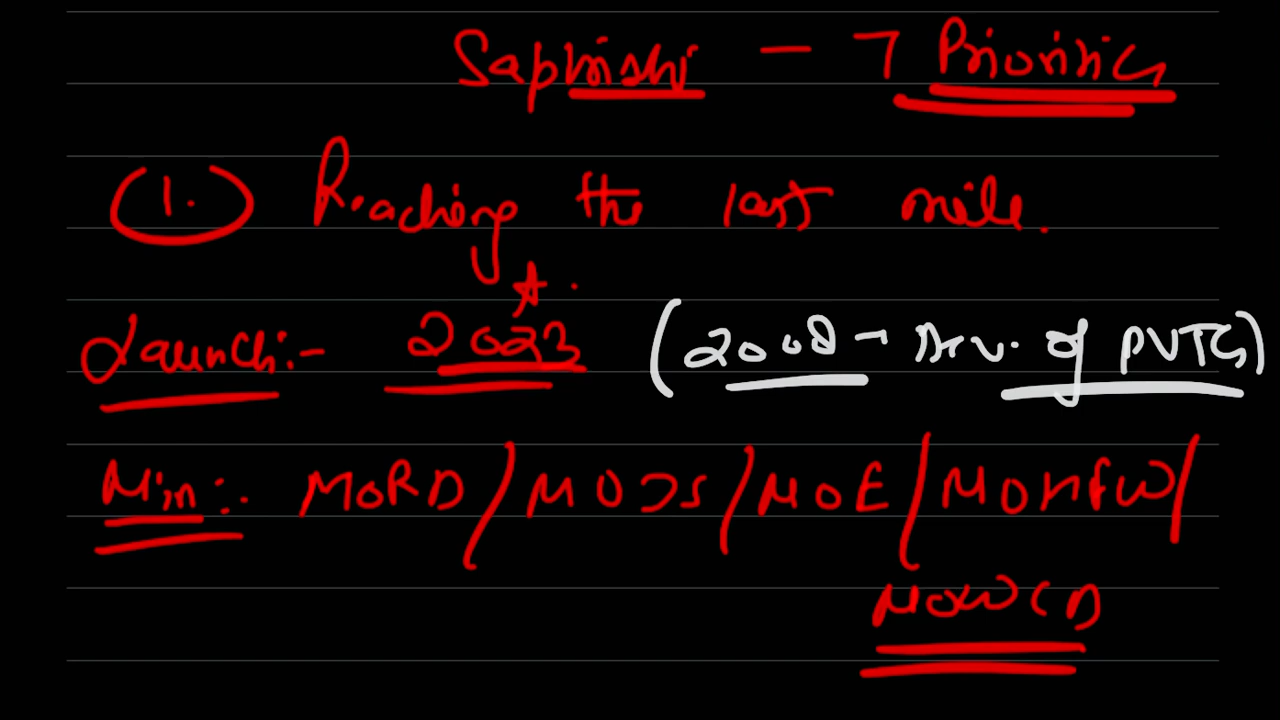 Saptrishi - 7 Priorities
(1.) Reaching the last mile.
Launch:- 2023 (2008 - Dev. of PVTG)
Min:- MORD / MOJS / MOE / MOHFW /
MOWCD